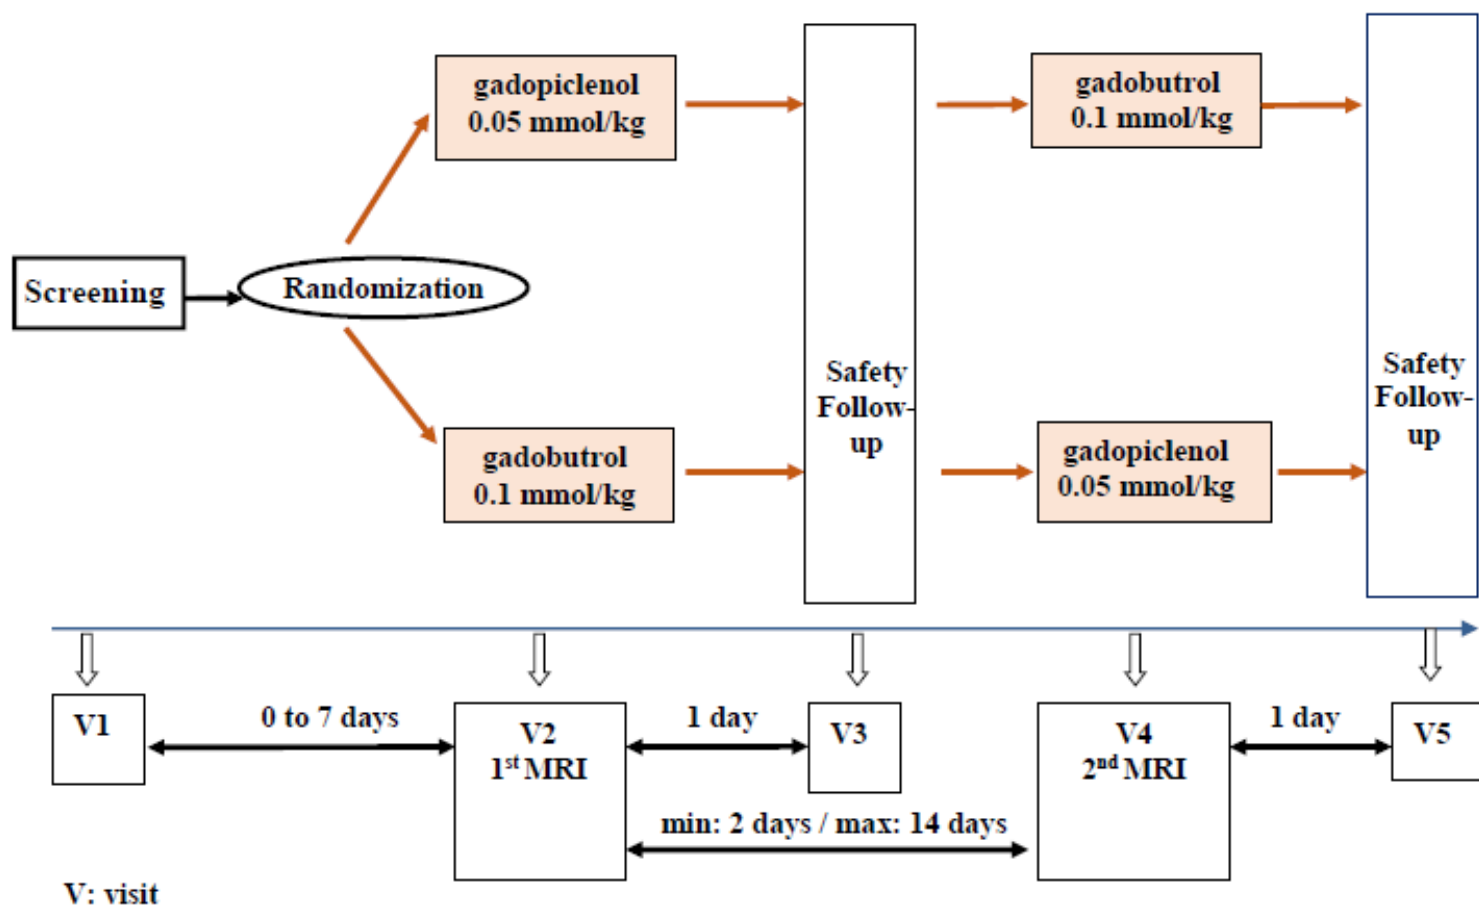 gadopiclenol
0.05 mmol/kg
gadobutrol
0.1 mmol/kg
Screening
Randomization
Safety
Follow-
up
Safety
Follow-
up
gadobutrol
0.1 mmol/kg
gadopiclenol
0.05 mmol/kg
V1
0 to 7 days
V2
1st MRI
1 day
V3
V4
2nd MRI
1 day
V5
min: 2 days / max: 14 days
V: visit